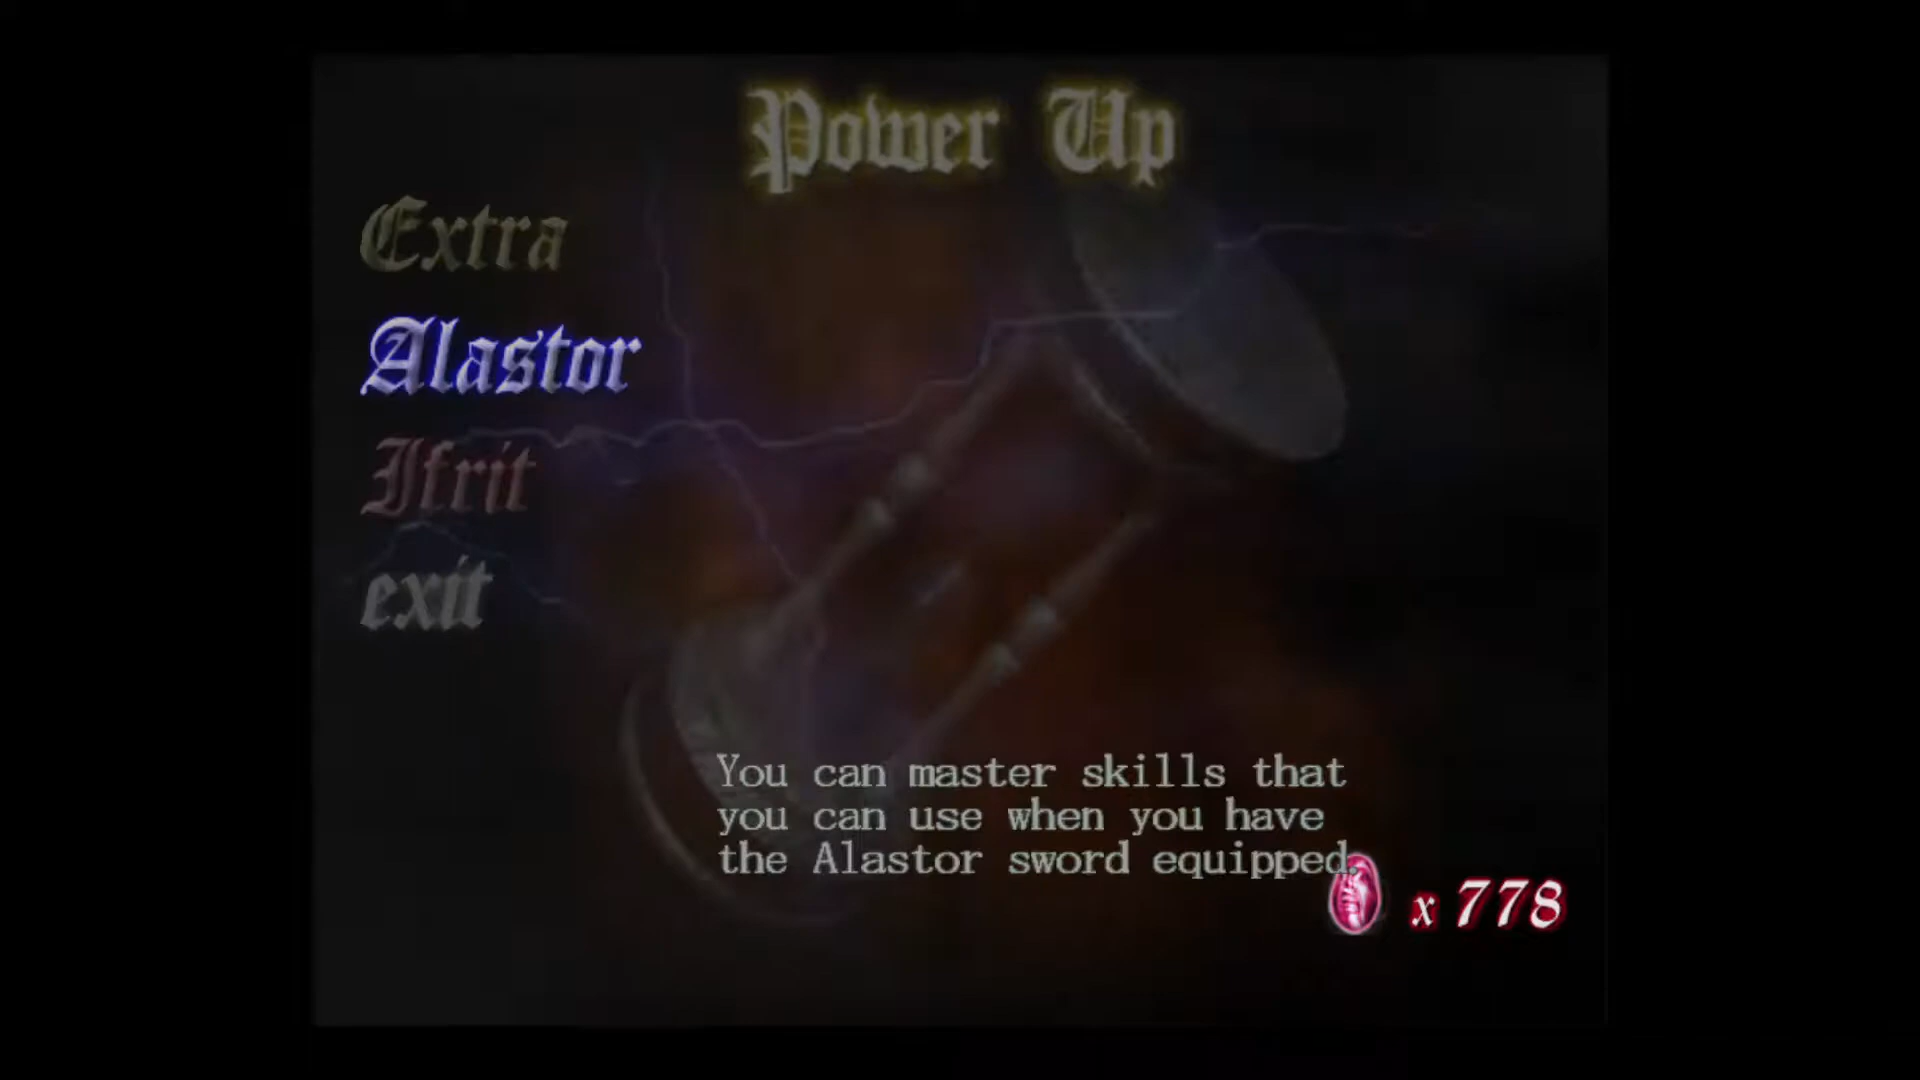 Power Up
Extra
Alastor
Ifrit
exit
You can master skills that
you can use when you have
the Alastor sword equipped.
x 778